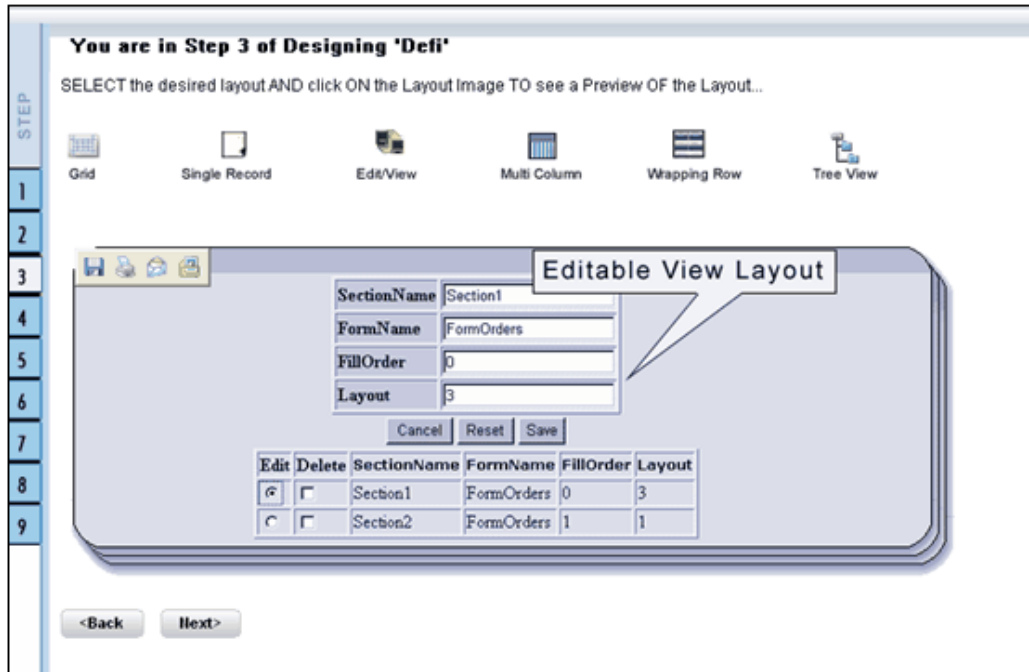 You are in Step 3 of Designing 'Defi'
SELECT the desired layout AND click ON the Layout Image TO see a Preview OF the Layout...
STEP
Grid Single Record Edit/View Multi Column Wrapping Row Tree View
1
2
3
4
5
6
7
8
9
Editable View Layout
SectionName Section1
FormName FormOrders
FillOrder 0
Layout 3
Cancel Reset Save
Edit Delete SectionName FormName FillOrder Layout
Section1 FormOrders 0 3
Section2 FormOrders 1 1
<Back Next>